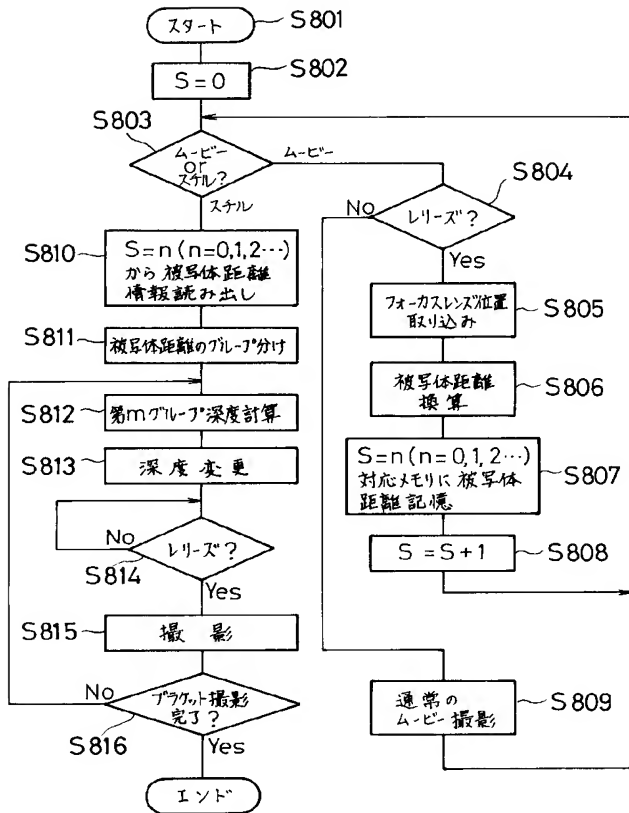 スタート
S801
S=0
S802
S803
ムービー
or
スチル?
ムービー
スチル
S810
S=n(n=0,1,2…)
から被写体距離
情報読み出し
S811
被写体距離のグループ分け
S812
第mグループ深度計算
S813
深度変更
No
レリーズ?
S814
Yes
S815
撮影
No
ブラケット撮影
完了?
S816
Yes
エンド
S804
No
レリーズ?
Yes
フォーカスレンズ位置
取り込み
S805
被写体距離
換算
S806
S=n(n=0,1,2…)
対応メモリに被写体
距離記憶
S807
S=S+1
S808
通常の
ムービー撮影
S809